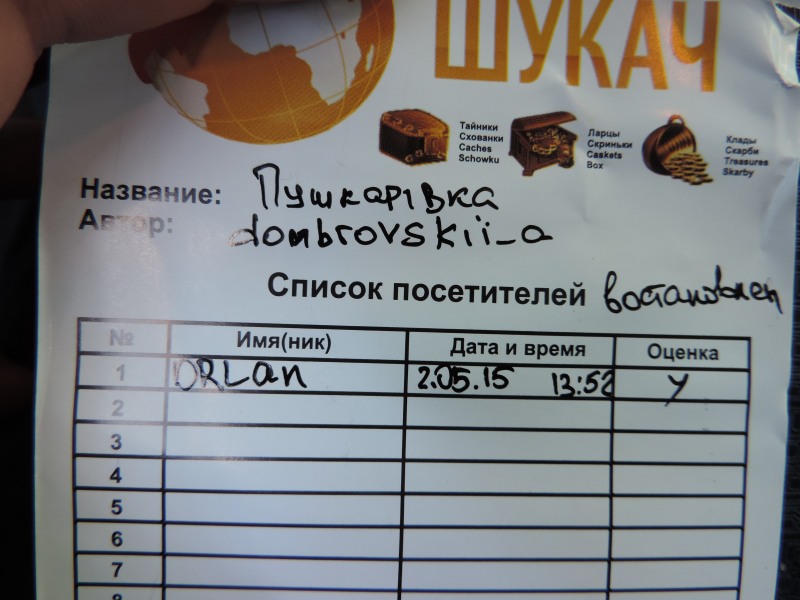 ШУКАЧ
Тайники
Схованки
Caches
Schowku
Ларцы
Скриньки
Caskets
Box
Клады
Скарби
Treasures
Skarby
Название: Пушкарівка
Автор: dombrovskii_a
Список посетителей востановлен
№ Имя(ник) Дата и время Оценка
1 ORLan 2.05.15 13:52 У
2
3
4
5
6
7
8